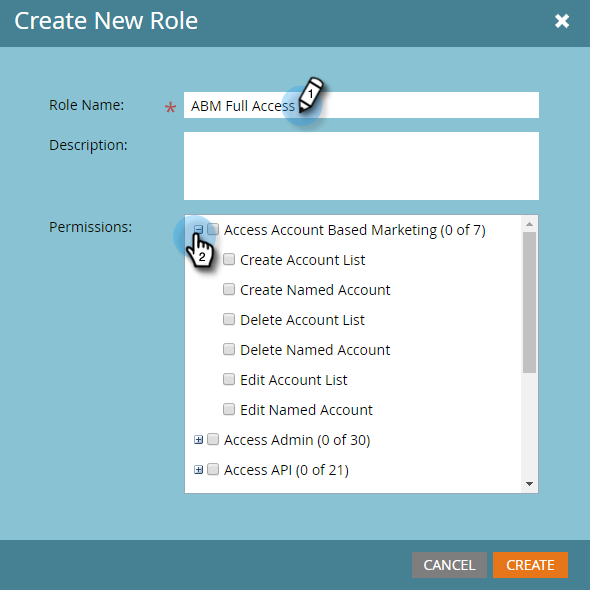 Create New Role
Role Name:
* ABM Full Access
1
Description:
Permissions:
Access Account Based Marketing (0 of 7)
2
Create Account List
Create Named Account
Delete Account List
Delete Named Account
Edit Account List
Edit Named Account
Access Admin (0 of 30)
Access API (0 of 21)
CANCEL
CREATE